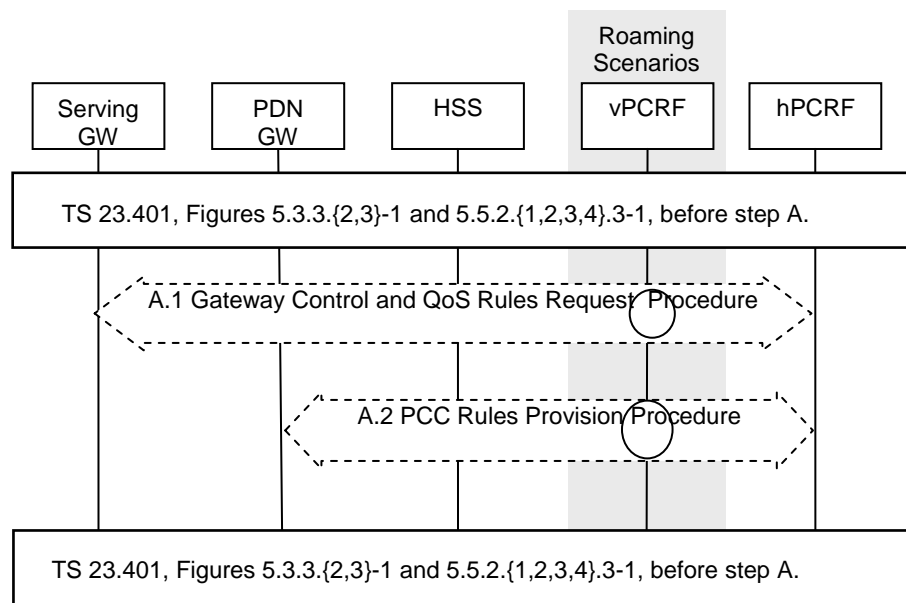 Roaming
Scenarios
Serving
GW
PDN
GW
HSS
vPCRF
hPCRF
TS 23.401, Figures 5.3.3.{2,3}-1 and 5.5.2.{1,2,3,4}.3-1, before step A.
A.1 Gateway Control and QoS Rules Request Procedure
A.2 PCC Rules Provision Procedure
TS 23.401, Figures 5.3.3.{2,3}-1 and 5.5.2.{1,2,3,4}.3-1, before step A.